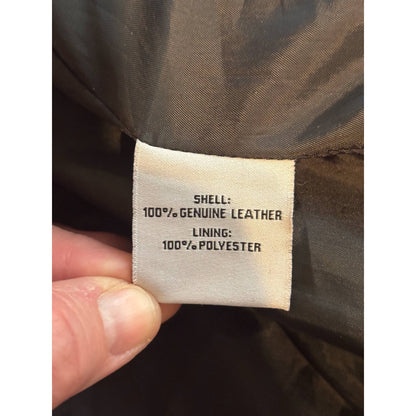 SHELL:
100% GENUINE LEATHER
LINING:
100% POLYESTER